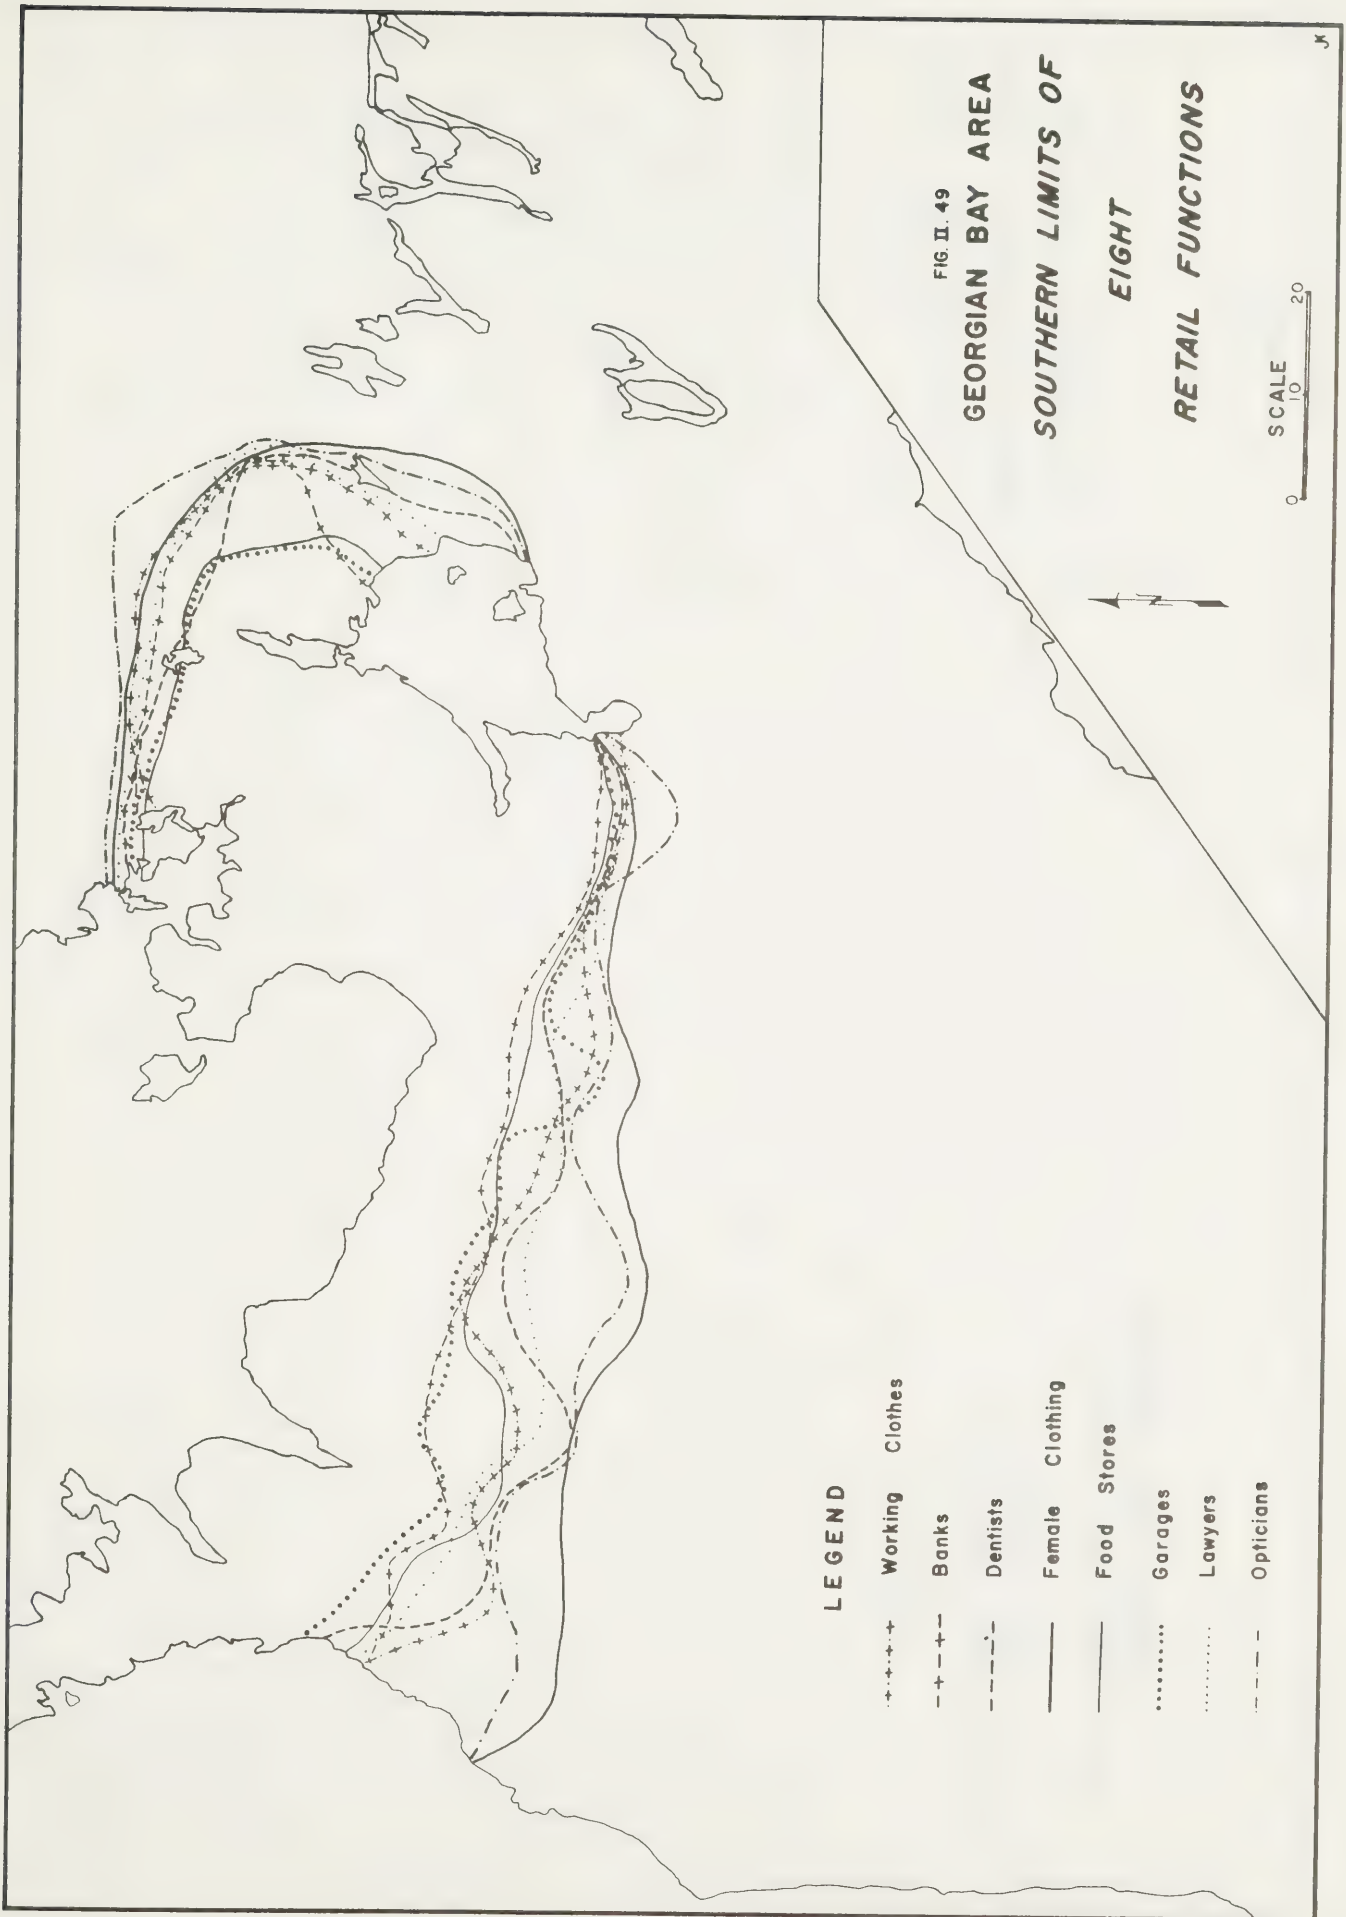 FIG. II. 49
GEORGIAN BAY AREA
SOUTHERN LIMITS OF
EIGHT
RETAIL FUNCTIONS
SCALE
0 10 20
N
LEGEND
Working Clothes
Banks
Dentists
Female Clothing
Food Stores
Garages
Lawyers
Opticians
JK